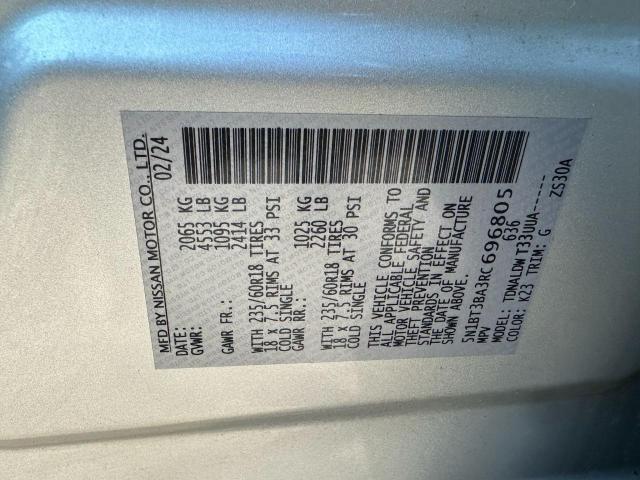 MFD BY NISSAN MOTOR CO., LTD.
DATE: 02/24
GVWR: 2065 KG
4553 LB
GAWR FR.: 1095 KG
2414 LB
WITH 235/60R18 TIRES
18 X 7.5 RIMS AT 33 PSI
COLD SINGLE
GAWR RR.: 1025 KG
2260 LB
WITH 235/60R18 TIRES
18 X 7.5 RIMS AT 30 PSI
COLD SINGLE
THIS VEHICLE CONFORMS TO
ALL APPLICABLE FEDERAL
MOTOR VEHICLE SAFETY AND
THEFT PREVENTION
STANDARDS IN EFFECT ON
THE DATE OF MANUFACTURE
SHOWN ABOVE.
5N1BT3BA3RC696805
MPV 636
MODEL: TDNALDW T33UUA------
COLOR: K23 TRIM: G ZS30A